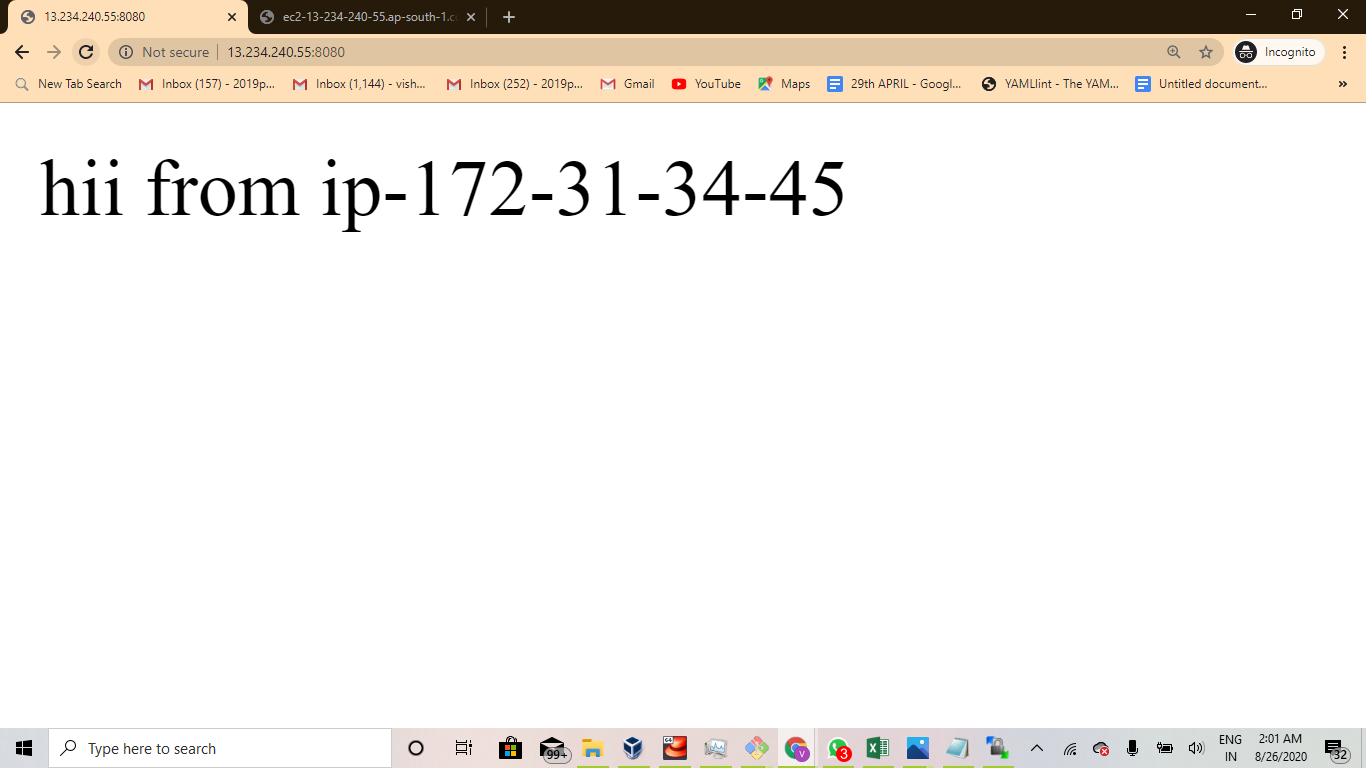 13.234.240.55:8080
ec2-13-234-240-55.ap-south-1.c
Not secure
13.234.240.55:8080
Incognito
New Tab Search
Inbox (157) - 2019p...
Inbox (1,144) - vish...
Inbox (252) - 2019p...
Gmail
YouTube
Maps
29th APRIL - Googl...
YAMLlint - The YAM...
Untitled document...
hii from ip-172-31-34-45
Type here to search
99+
64
V
3
ENG
IN
2:01 AM
8/26/2020
32